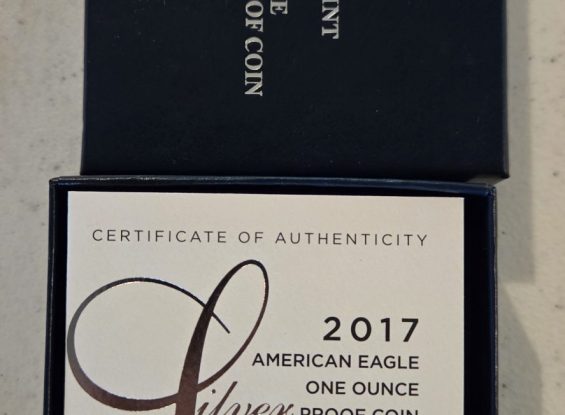 INT
E
OF COIN
CERTIFICATE OF AUTHENTICITY
2017
AMERICAN EAGLE
ONE OUNCE
Silver PROOF COIN